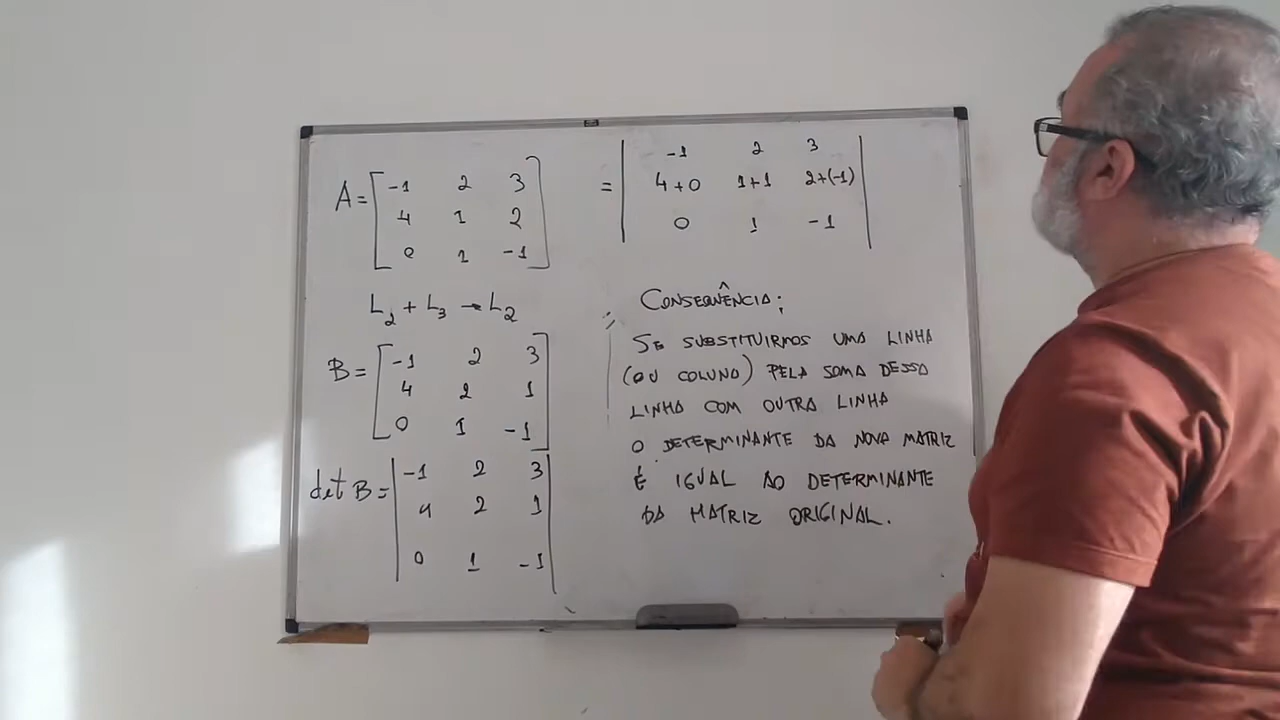 A = -1 2 3
4 1 2
0 1 -1
L2 + L3 → L2
B = -1 2 3
4 2 1
0 1 -1
det B = -1 2 3
4 2 1
0 1 -1
= -1 2 3
4+0 1+1 2+(-1)
0 1 -1
CONSEQUÊNCIA:
SE SUBSTITUIRMOS UMA LINHA
(OU COLUNA) PELA SOMA DESSA
LINHA COM OUTRA LINHA
O DETERMINANTE DA NOVA MATRIZ
É IGUAL AO DETERMINANTE
DA MATRIZ ORIGINAL.